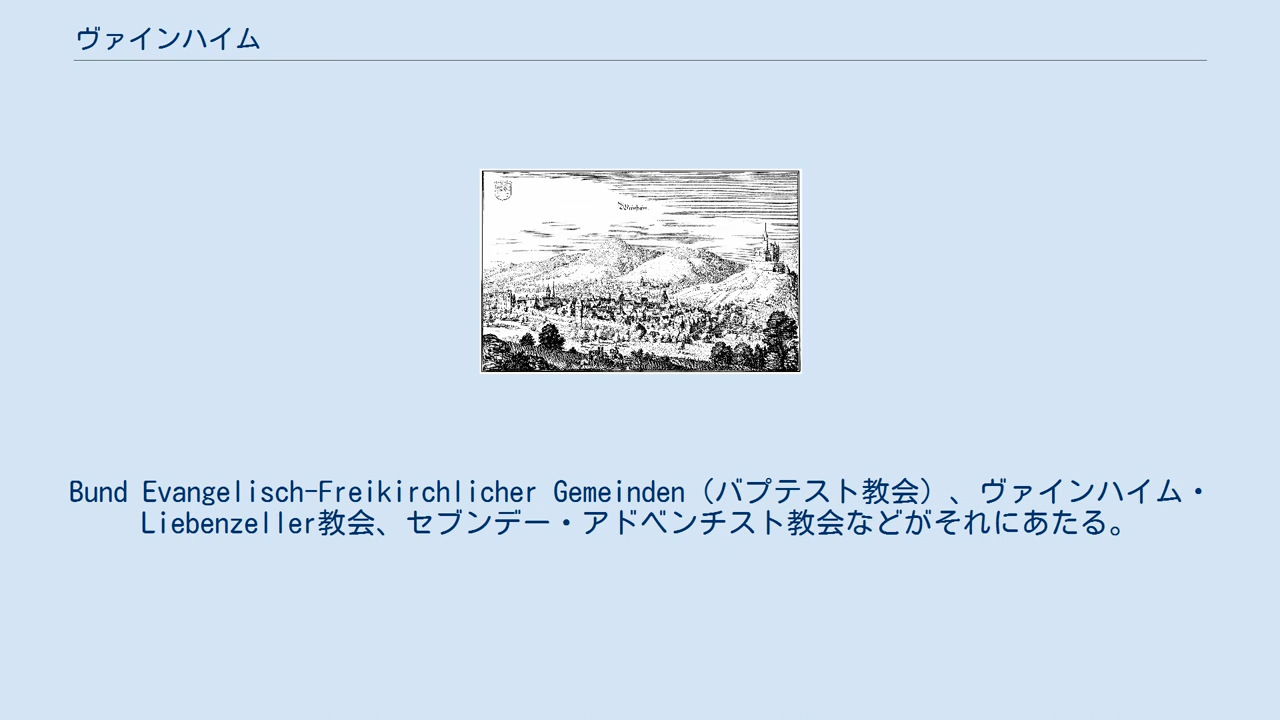 ヴァインハイム
Weinheim
Bund Evangelisch-Freikirchlicher Gemeinden（バプテスト教会）、ヴァインハイム・
Liebenzeller教会、セブンデー・アドベンチスト教会などがそれにあたる。